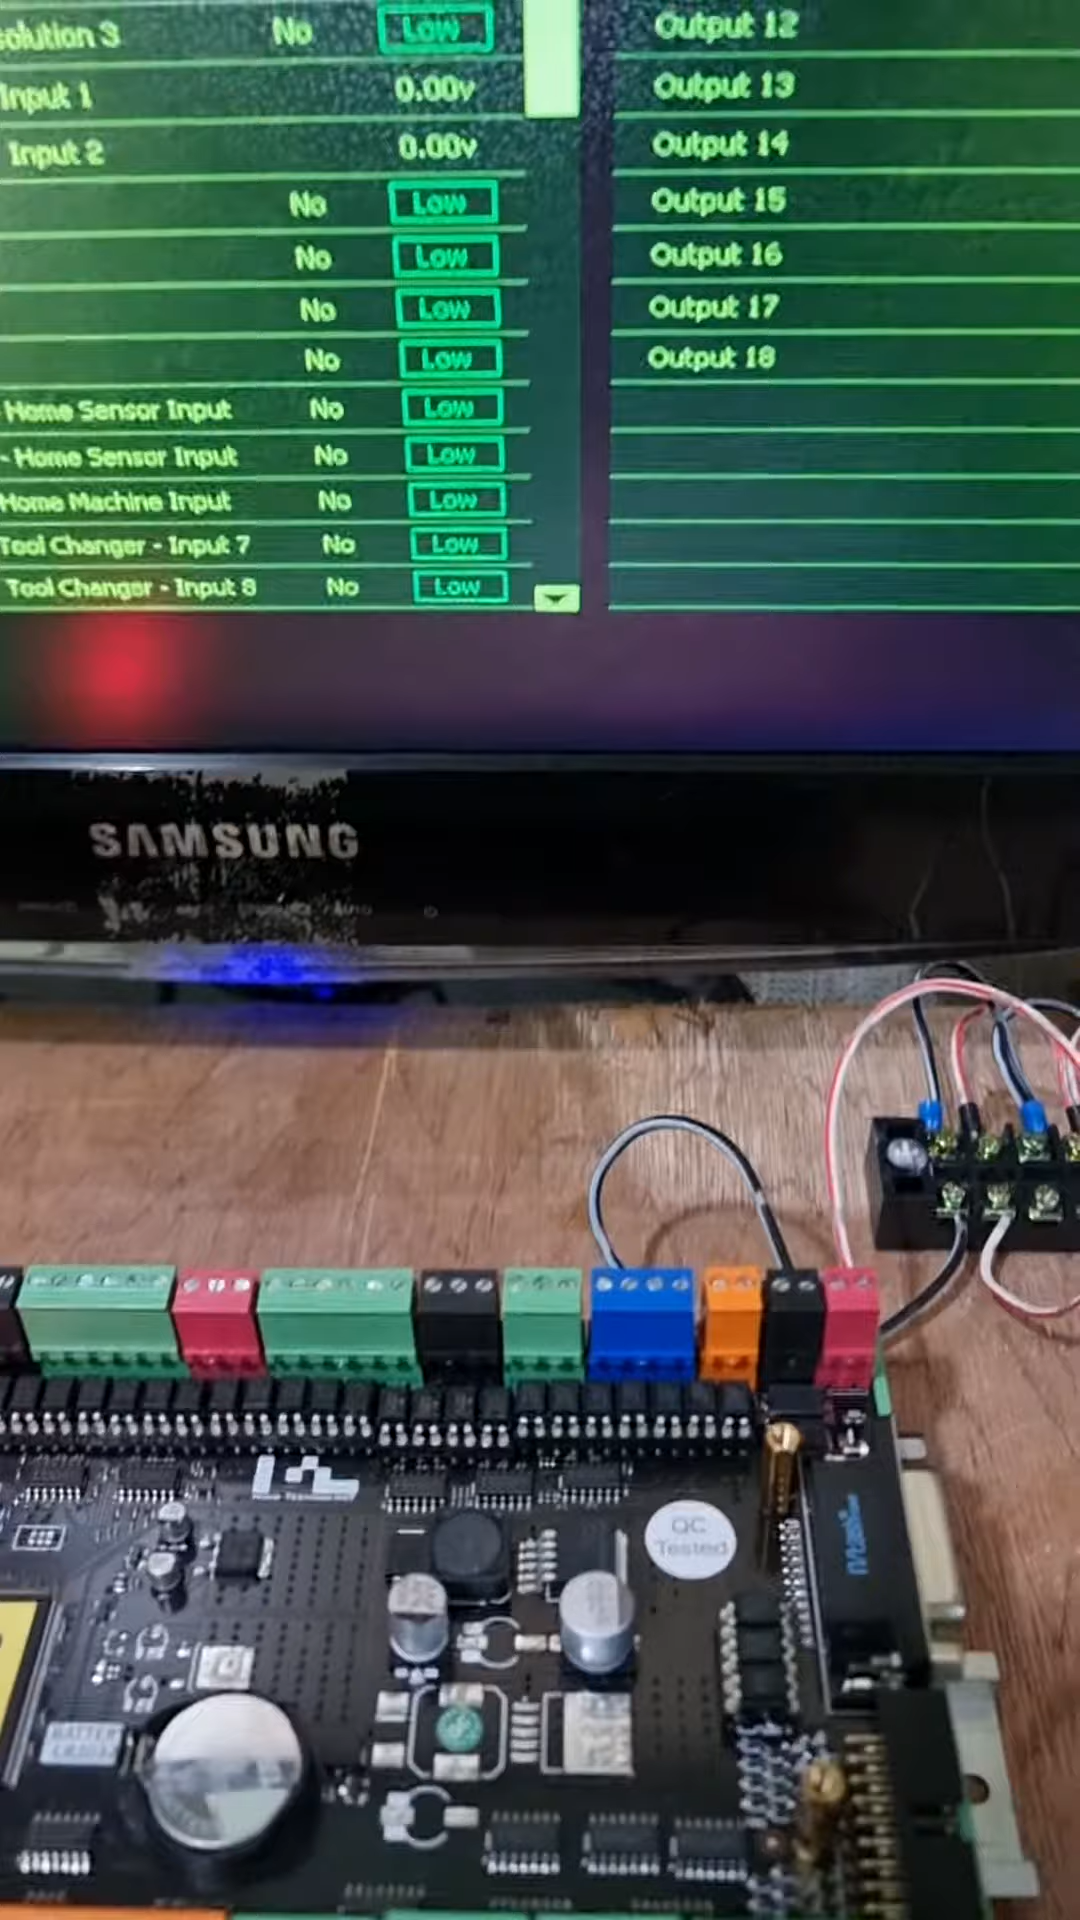 solution 3 No Low
Input 1 0.00v
Input 2 0.00v
No Low
No Low
No Low
No Low
Home Sensor Input No Low
- Home Sensor Input No Low
Home Machine Input No Low
Tool Changer - Input 7 No Low
Tool Changer - Input 8 No Low
Output 12
Output 13
Output 14
Output 15
Output 16
Output 17
Output 18
SAMSUNG
QC
Tested